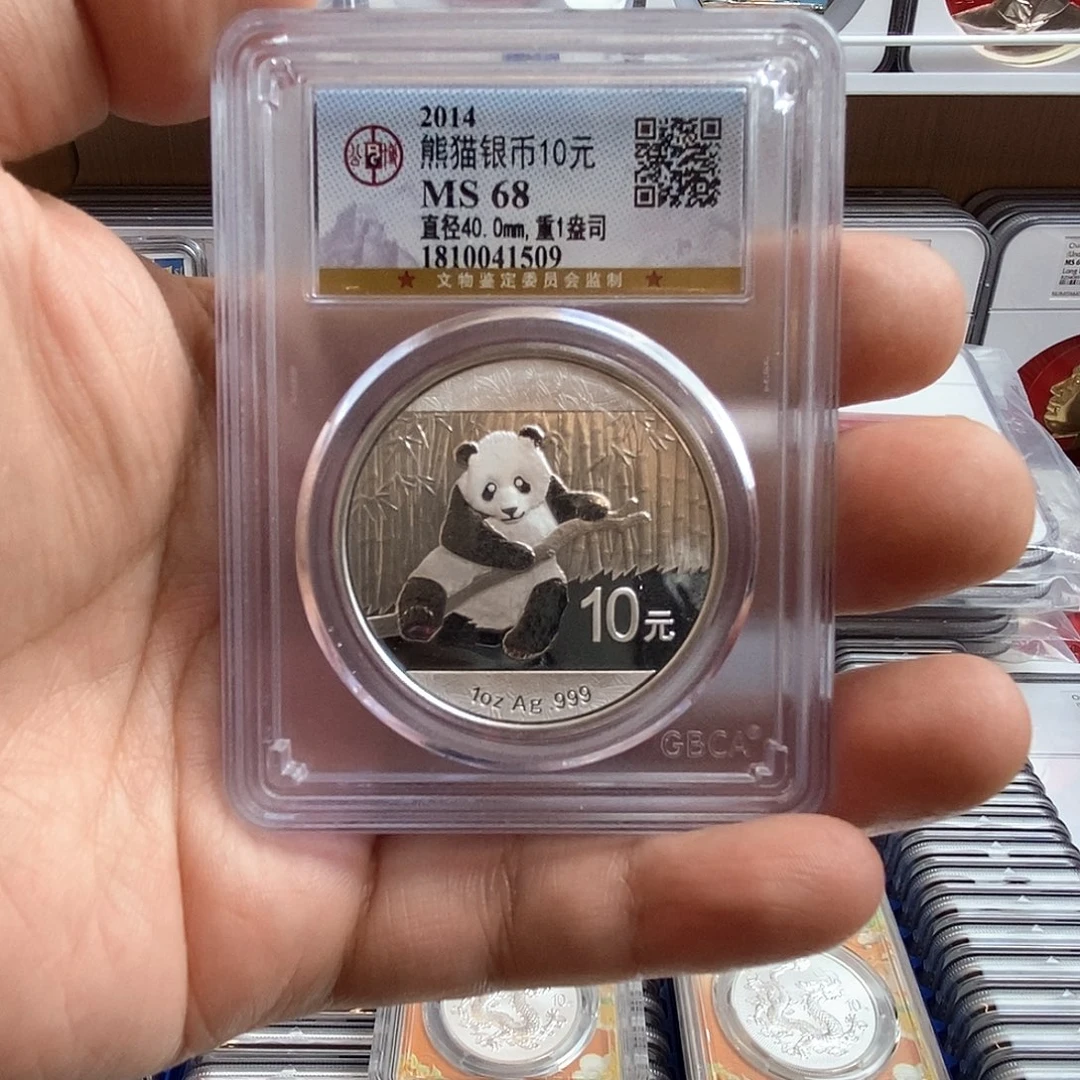 2014
熊猫银币10元
MS 68
直径40.0mm,重1盎司
1810041509
★ 文物鉴定委员会监制 ★
10元
1oz Ag .999
GBCA®